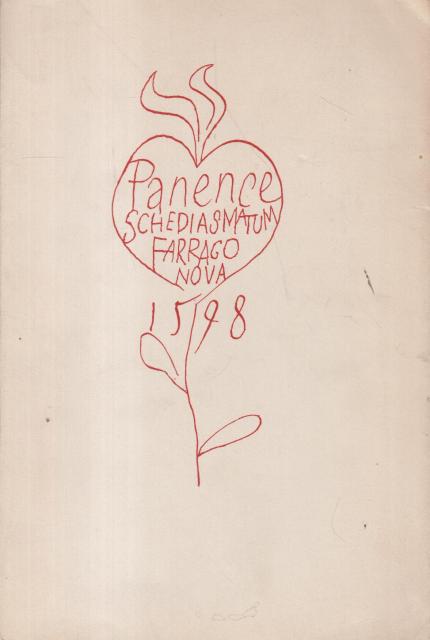 Panence
SCHEDIASMATUM
FARRAGO
NOVA
1598